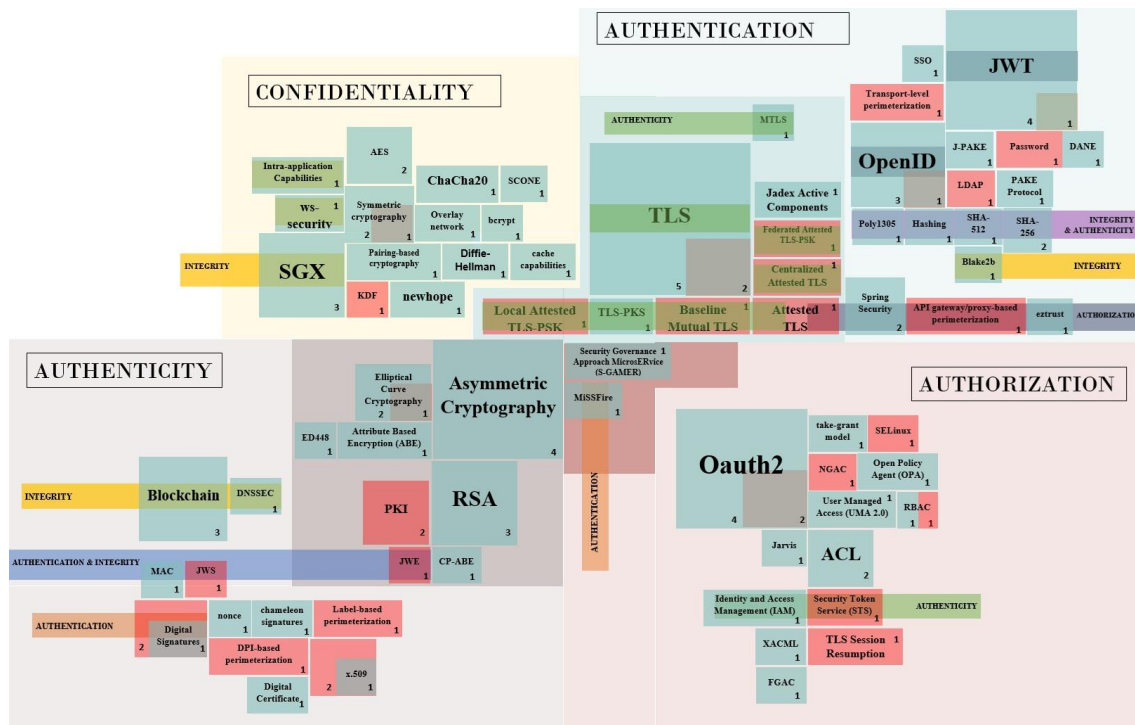 AUTHENTICATION
CONFIDENTIALITY
SSO
1
JWT
4
1
Transport-level
perimeterization
1
AUTHENTICITY
MTLS
1
AES
2
Intra-application
Capabilities
1
ChaCha20
1
SCONE
1
WS-
security
1
Symmetric
cryptography
2
1
Overlay
network
1
bcrypt
1
TLS
5
2
Jadex Active
Components
1
Federated Attested
TLS-PSK
1
Centralized
Attested TLS
1
OpenID
3
1
J-PAKE
1
Password
1
DANE
1
LDAP
1
PAKE
Protocol
1
Poly1305
1
Hashing
1
SHA-
512
1
SHA-
256
2
INTEGRITY
& AUTHENTICITY
Blake2b
1
INTEGRITY
INTEGRITY
SGX
3
Pairing-based
cryptography
1
Diffie-
Hellman
1
cache
capabilities
1
KDF
1
newhope
1
Local Attested
TLS-PSK
1
TLS-PKS
1
Baseline
Mutual TLS
1
Attested
TLS
1
Spring
Security
2
API gateway/proxy-based
perimeterization
1
eztrust
1
AUTHORIZATIO
AUTHENTICITY
Elliptical
Curve
Cryptography
2
1
Asymmetric
Cryptography
4
Security Governance
Approach MicrosERvice
(S-GAMER)
1
MiSSFire
1
AUTHENTICATION
AUTHORIZATION
ED448
1
Attribute Based
Encryption (ABE)
1
INTEGRITY
Blockchain
3
DNSSEC
1
PKI
2
RSA
3
AUTHENTICATION & INTEGRITY
JWE
1
CP-ABE
1
MAC
1
JWS
1
AUTHENTICATION
2
Digital
Signatures
1
nonce
1
chameleon
signatures
1
Label-based
perimeterization
1
DPI-based
perimeterization
1
2
x.509
1
Digital
Certificate
1
Oauth2
4
2
take-grant
model
1
SELinux
1
NGAC
1
Open Policy
Agent (OPA)
1
User Managed
Access (UMA 2.0)
1
RBAC
1
1
Jarvis
1
ACL
2
Identity and Access
Management (IAM)
1
Security Token
Service (STS)
1
AUTHENTICITY
XACML
1
TLS Session
Resumption
1
FGAC
1